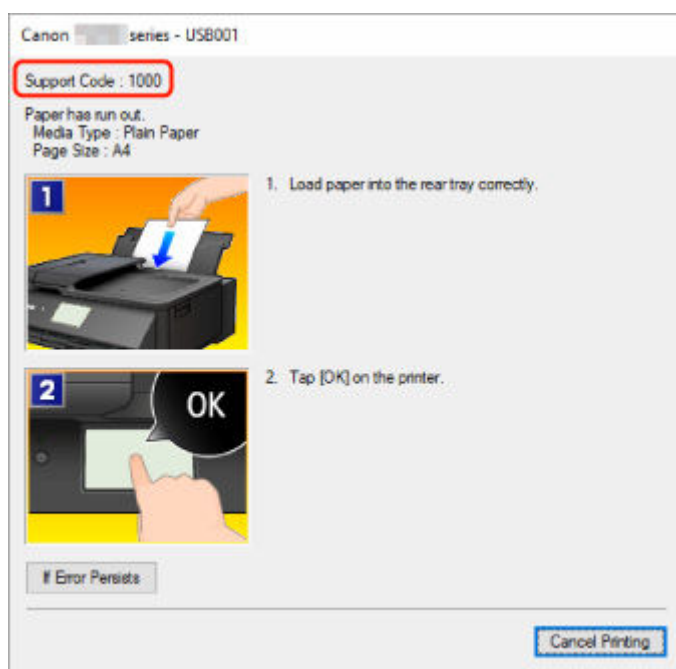 Canon series - USB001
Support Code : 1000
Paper has run out.
Media Type : Plain Paper
Page Size : A4
1
1. Load paper into the rear tray correctly.
2
OK
2. Tap [OK] on the printer.
If Error Persists
Cancel Printing